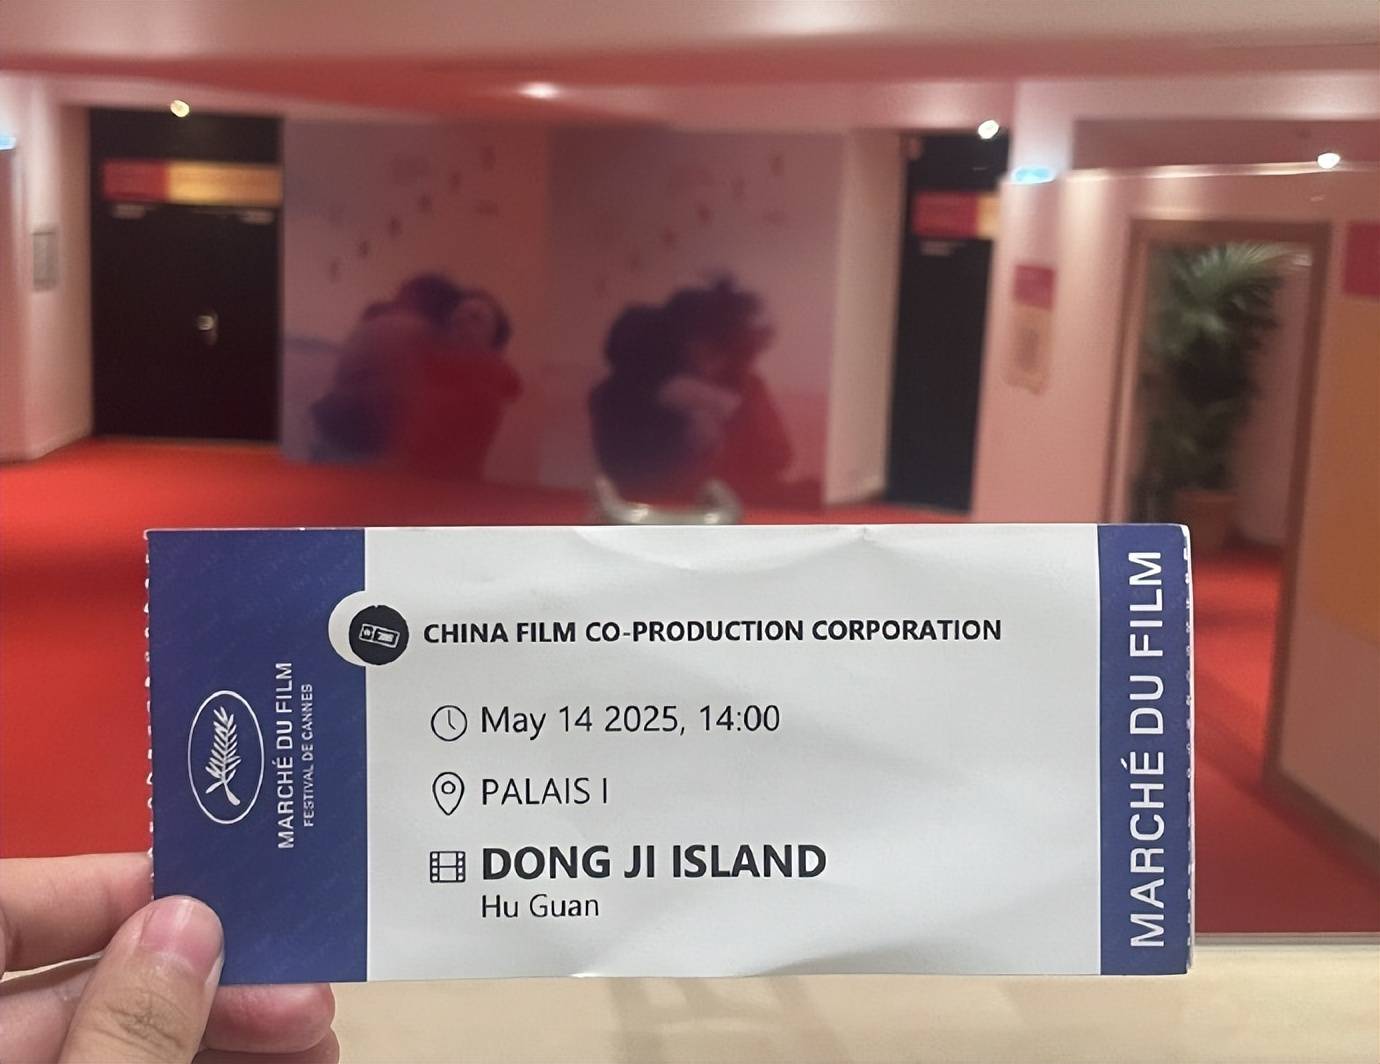 MARCHÉ DU FILM
FESTIVAL DE CANNES
CHINA FILM CO-PRODUCTION CORPORATION
May 14 2025, 14:00
PALAIS I
DONG JI ISLAND
Hu Guan
MARCHÉ DU FILM